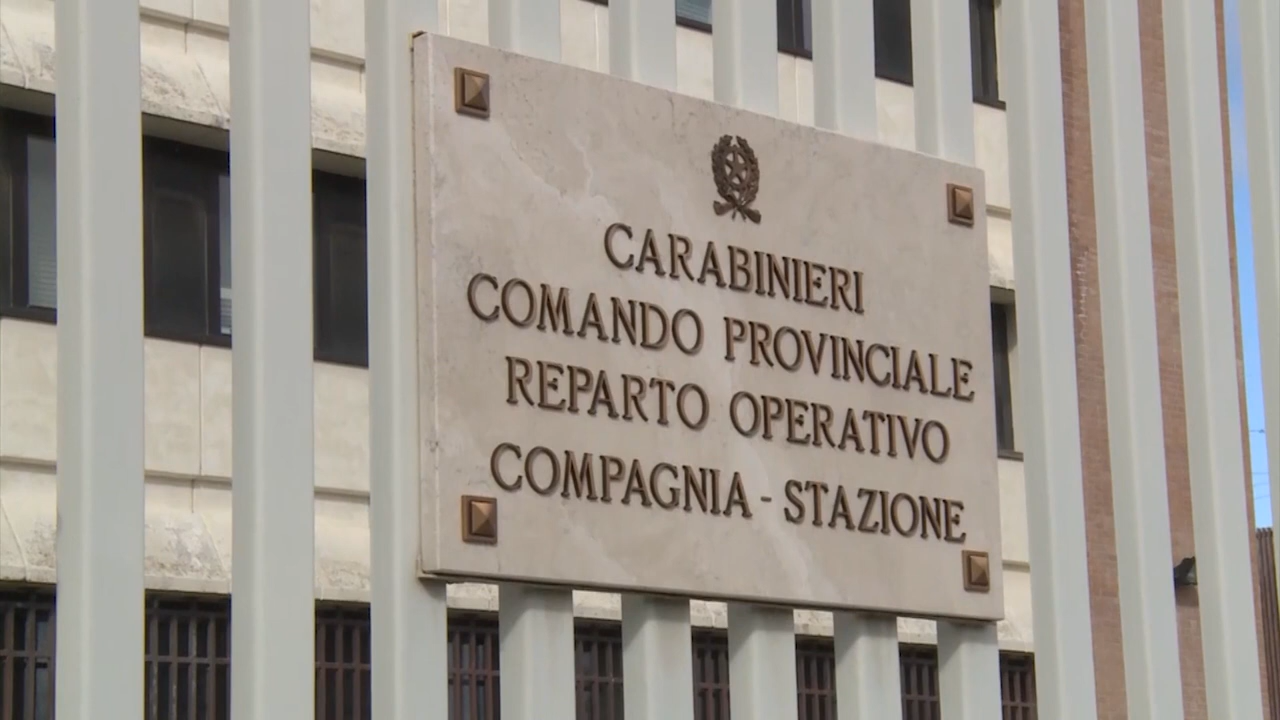 CARABINIERI
COMANDO PROVINCIALE
REPARTO OPERATIVO
COMPAGNIA - STAZIONE